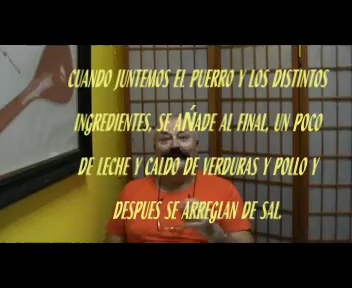 CUANDO JUNTEMOS EL PUERRO Y LOS DISTINTOS
INGREDIENTES, SE AÑADE AL FINAL, UN POCO
DE LECHE Y CALDO DE VERDURAS Y POLLO Y
DESPUES SE ARREGLAN DE SAL.